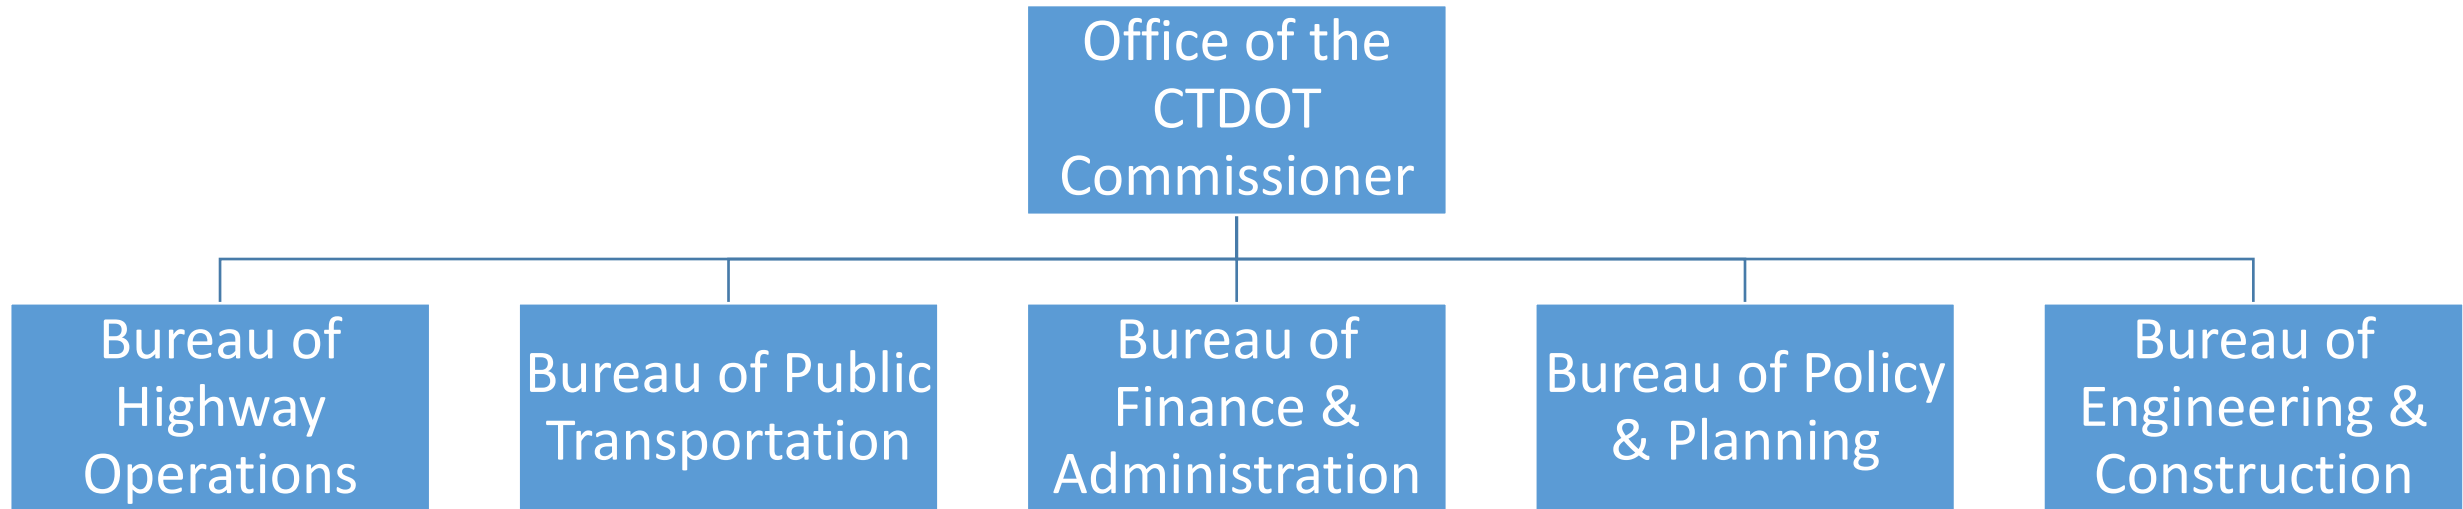 Office of the
CTDOT
Commissioner
Bureau of
Highway
Operations
Bureau of Public
Transportation
Bureau of
Finance &
Administration
Bureau of Policy
& Planning
Bureau of
Engineering &
Construction